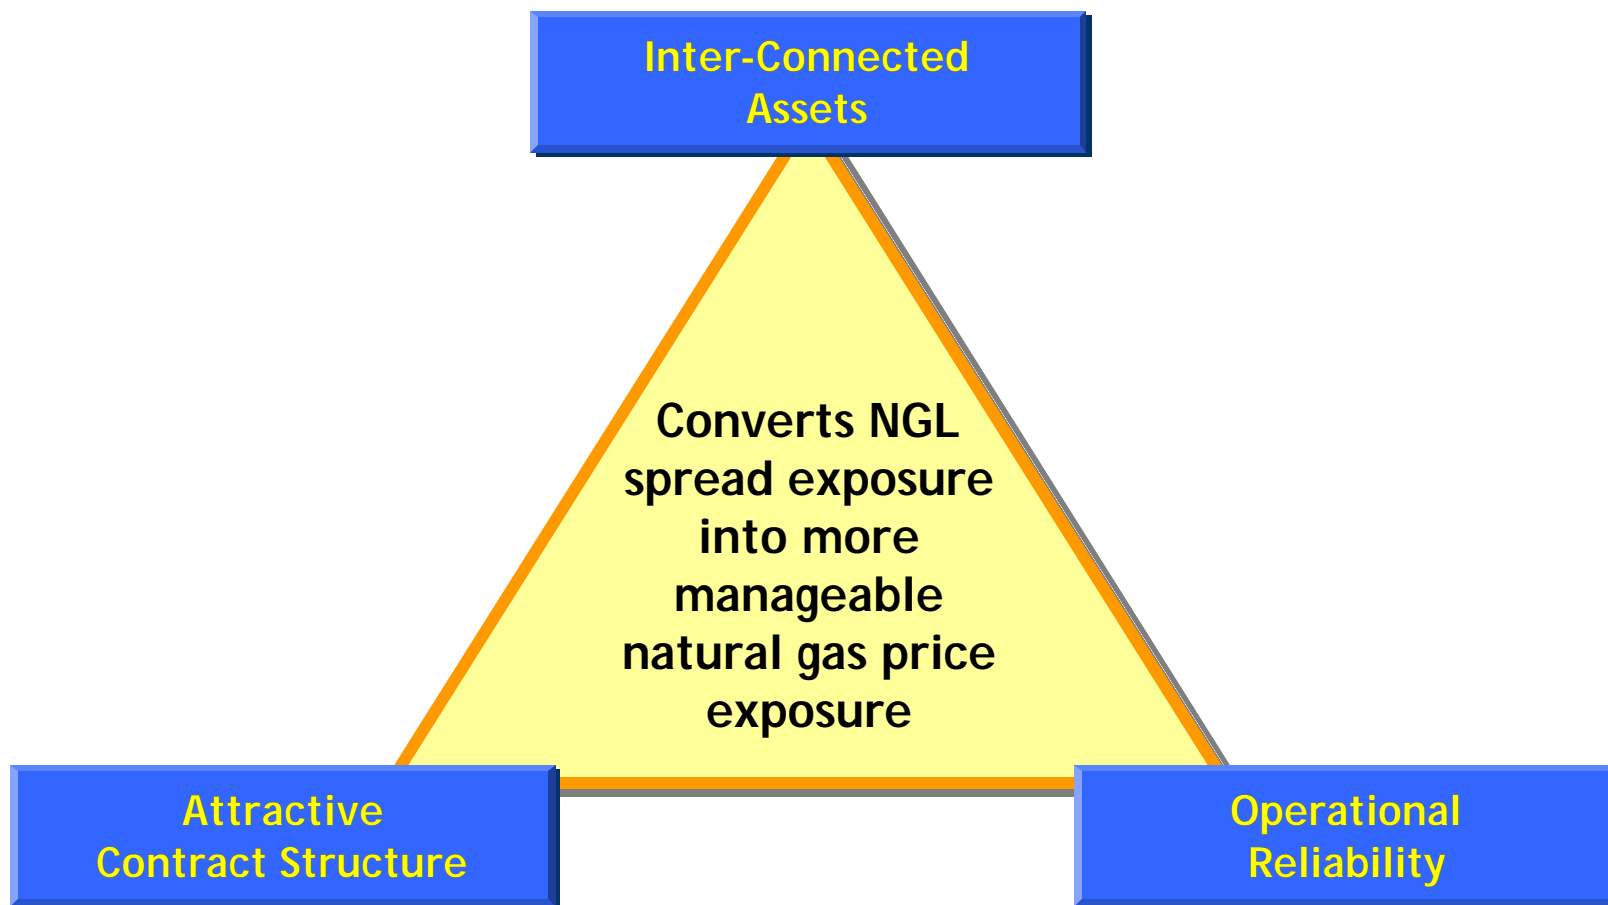 Inter-Connected
Assets
Converts NGL
spread exposure
into more
manageable
natural gas price
exposure
Attractive
Contract Structure
Operational
Reliability